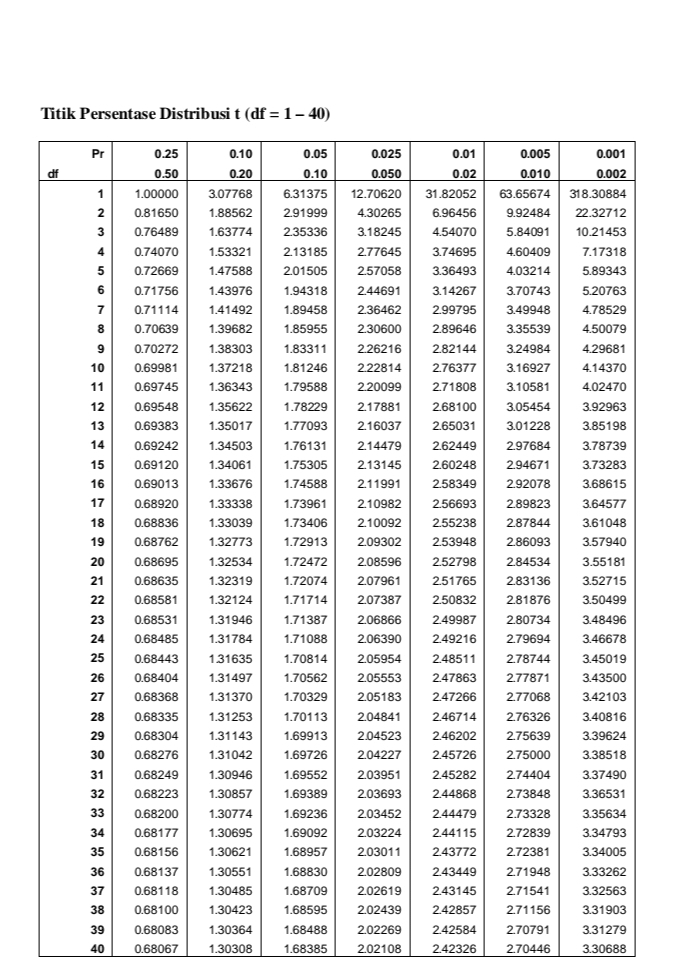 Titik Persentase Distribusi t (df = 1 – 40)
Pr 0.25 0.10 0.05 0.025 0.01 0.005 0.001
df 0.50 0.20 0.10 0.050 0.02 0.010 0.002
1 1.00000 3.07768 6.31375 12.70620 31.82052 63.65674 318.30884
2 0.81650 1.88562 2.91999 4.30265 6.96456 9.92484 22.32712
3 0.76489 1.63774 2.35336 3.18245 4.54070 5.84091 10.21453
4 0.74070 1.53321 2.13185 2.77645 3.74695 4.60409 7.17318
5 0.72669 1.47588 2.01505 2.57058 3.36493 4.03214 5.89343
6 0.71756 1.43976 1.94318 2.44691 3.14267 3.70743 5.20763
7 0.71114 1.41492 1.89458 2.36462 2.99795 3.49948 4.78529
8 0.70639 1.39682 1.85955 2.30600 2.89646 3.35539 4.50079
9 0.70272 1.38303 1.83311 2.26216 2.82144 3.24984 4.29681
10 0.69981 1.37218 1.81246 2.22814 2.76377 3.16927 4.14370
11 0.69745 1.36343 1.79588 2.20099 2.71808 3.10581 4.02470
12 0.69548 1.35622 1.78229 2.17881 2.68100 3.05454 3.92963
13 0.69383 1.35017 1.77093 2.16037 2.65031 3.01228 3.85198
14 0.69242 1.34503 1.76131 2.14479 2.62449 2.97684 3.78739
15 0.69120 1.34061 1.75305 2.13145 2.60248 2.94671 3.73283
16 0.69013 1.33676 1.74588 2.11991 2.58349 2.92078 3.68615
17 0.68920 1.33338 1.73961 2.10982 2.56693 2.89823 3.64577
18 0.68836 1.33039 1.73406 2.10092 2.55238 2.87844 3.61048
19 0.68762 1.32773 1.72913 2.09302 2.53948 2.86093 3.57940
20 0.68695 1.32534 1.72472 2.08596 2.52798 2.84534 3.55181
21 0.68635 1.32319 1.72074 2.07961 2.51765 2.83136 3.52715
22 0.68581 1.32124 1.71714 2.07387 2.50832 2.81876 3.50499
23 0.68531 1.31946 1.71387 2.06866 2.49987 2.80734 3.48496
24 0.68485 1.31784 1.71088 2.06390 2.49216 2.79694 3.46678
25 0.68443 1.31635 1.70814 2.05954 2.48511 2.78744 3.45019
26 0.68404 1.31497 1.70562 2.05553 2.47863 2.77871 3.43500
27 0.68368 1.31370 1.70329 2.05183 2.47266 2.77068 3.42103
28 0.68335 1.31253 1.70113 2.04841 2.46714 2.76326 3.40816
29 0.68304 1.31143 1.69913 2.04523 2.46202 2.75639 3.39624
30 0.68276 1.31042 1.69726 2.04227 2.45726 2.75000 3.38518
31 0.68249 1.30946 1.69552 2.03951 2.45282 2.74404 3.37490
32 0.68223 1.30857 1.69389 2.03693 2.44868 2.73848 3.36531
33 0.68200 1.30774 1.69236 2.03452 2.44479 2.73328 3.35634
34 0.68177 1.30695 1.69092 2.03224 2.44115 2.72839 3.34793
35 0.68156 1.30621 1.68957 2.03011 2.43772 2.72381 3.34005
36 0.68137 1.30551 1.68830 2.02809 2.43449 2.71948 3.33262
37 0.68118 1.30485 1.68709 2.02619 2.43145 2.71541 3.32563
38 0.68100 1.30423 1.68595 2.02439 2.42857 2.71156 3.31903
39 0.68083 1.30364 1.68488 2.02269 2.42584 2.70791 3.31279
40 0.68067 1.30308 1.68385 2.02108 2.42326 2.70446 3.30688